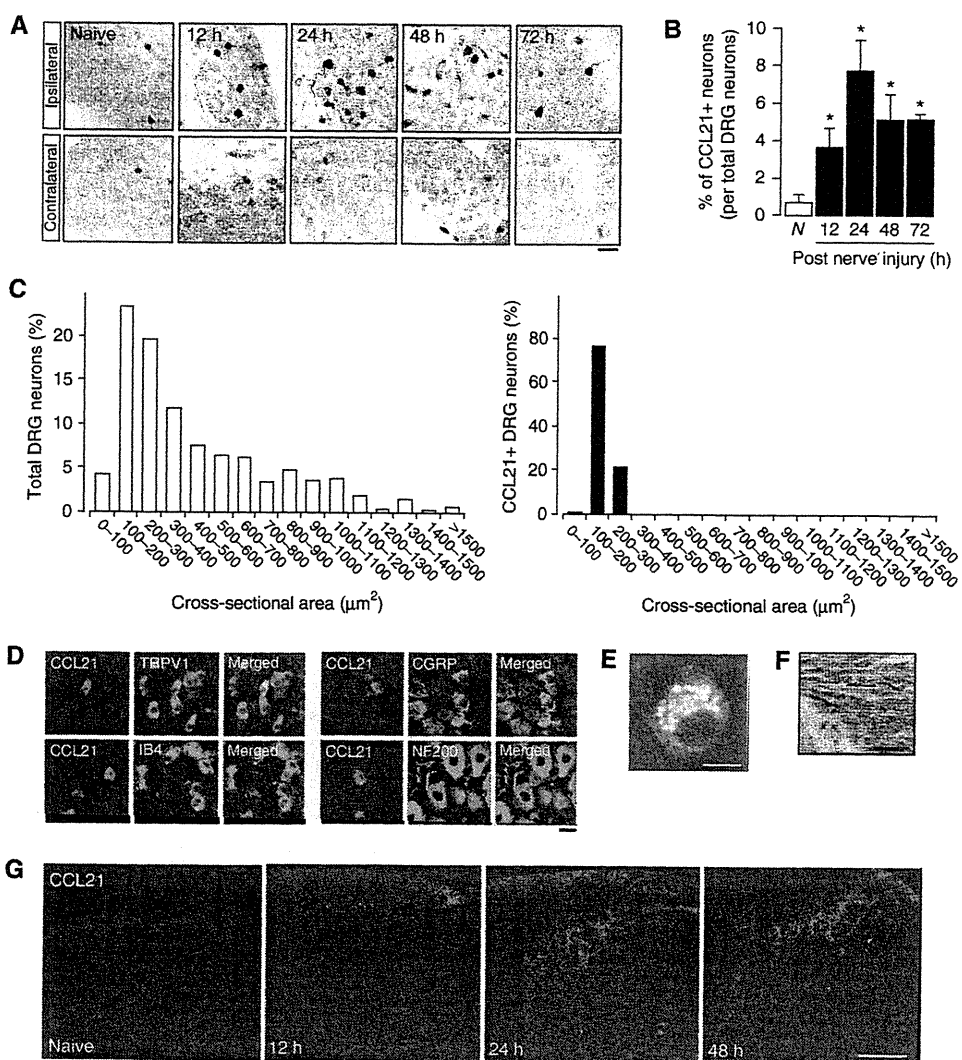 A
Naive
12 h
24 h
48 h
72 h
Ipsilateral
Contralateral
B
% of CCL21+ neurons
(per total DRG neurons)
10
8
6
4
2
0
*
*
*
*
N
12
24
48
72
Post nerve injury (h)
C
Total DRG neurons (%)
20
15
10
5
0
0–100
100–200
200–300
300–400
400–500
500–600
600–700
700–800
800–900
900–1000
1000–1100
1100–1200
1200–1300
1300–1400
1400–1500
>1500
Cross-sectional area (μm²)
CCL21+ DRG neurons (%)
80
60
40
20
0
0–100
100–200
200–300
300–400
400–500
500–600
600–700
700–800
800–900
900–1000
1000–1100
1100–1200
1200–1300
1300–1400
1400–1500
>1500
Cross-sectional area (μm²)
D
CCL21
TRPV1
Merged
CCL21
CGRP
Merged
CCL21
IB4
Merged
CCL21
NF200
Merged
E
F
G
CCL21
Naive
12 h
24 h
48 h